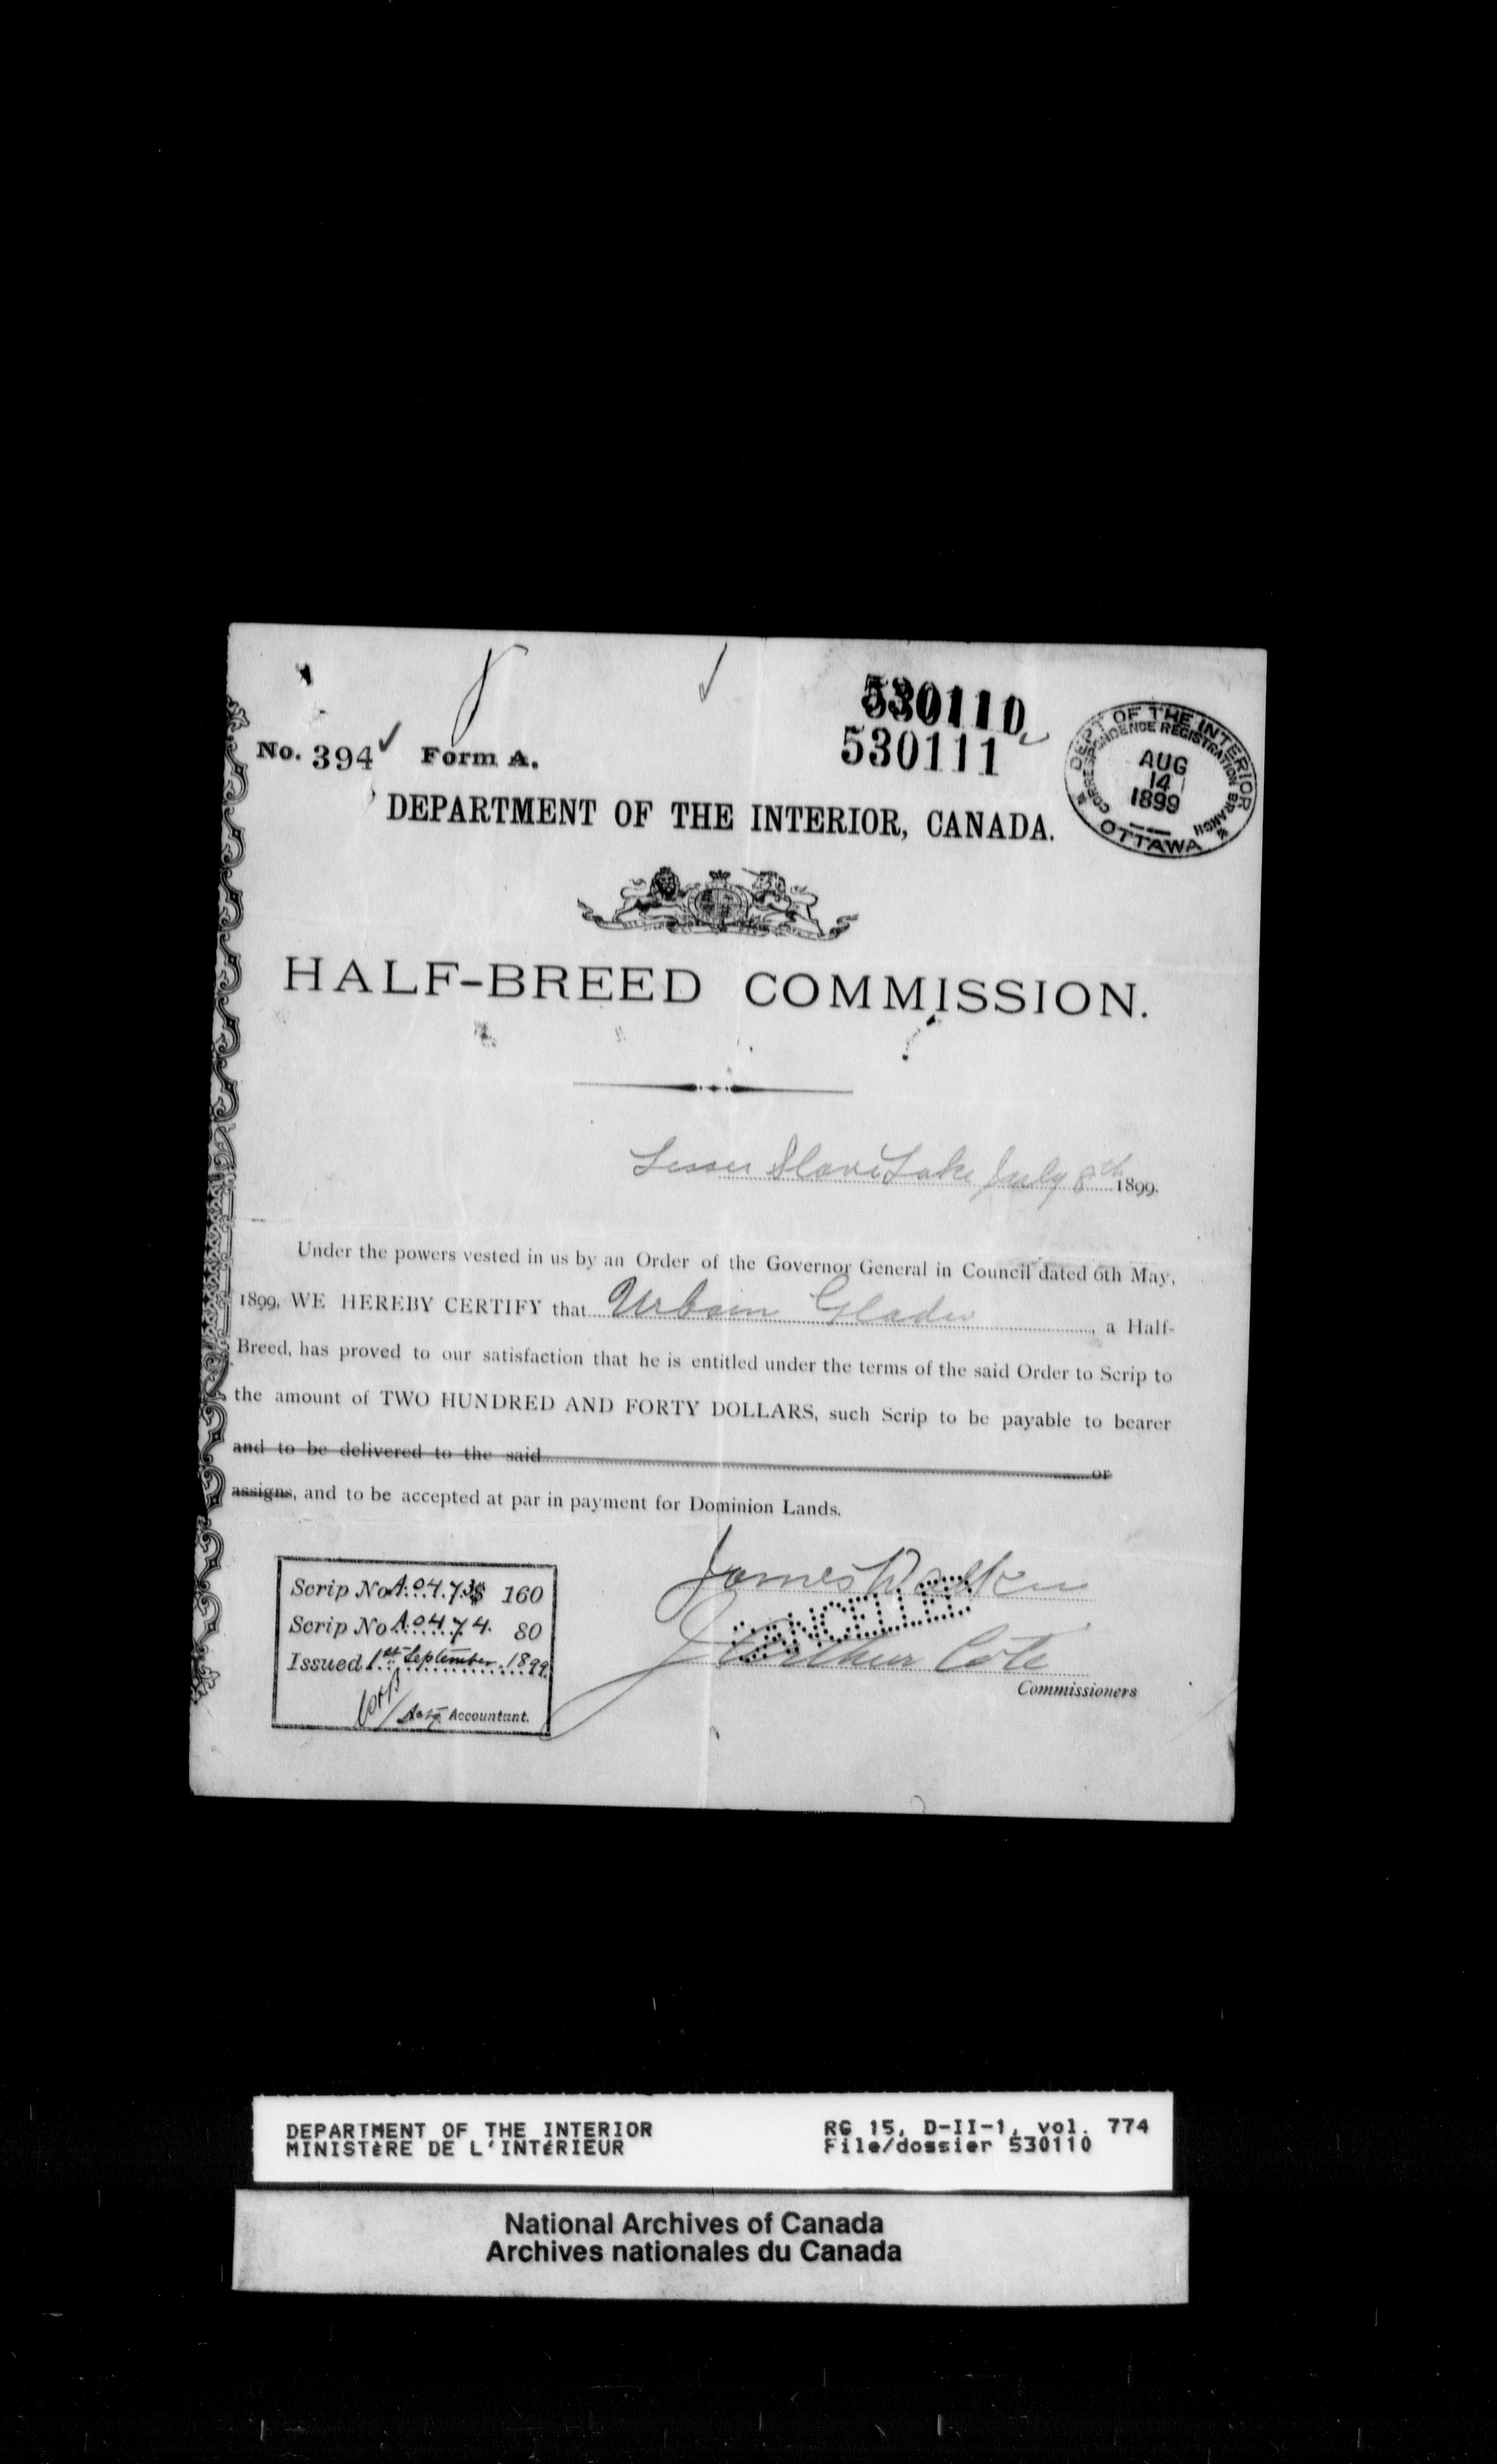 530110
530111
No. 394 Form A.
DEPT OF THE INTERIOR
CORRESPONDENCE REGISTRATION BRANCH
AUG
14
1899
OTTAWA
DEPARTMENT OF THE INTERIOR, CANADA.
HALF-BREED COMMISSION.
Lesser Slave Lake July 8th 1899.
Under the powers vested in us by an Order of the Governor General in Council dated 6th May,
1899, WE HEREBY CERTIFY that Urbain Gladu, a Half-
Breed, has proved to our satisfaction that he is entitled under the terms of the said Order to Scrip to
the amount of TWO HUNDRED AND FORTY DOLLARS, such Scrip to be payable to bearer
and to be delivered to the said or
assigns, and to be accepted at par in payment for Dominion Lands.
James Walker
CANCELLED
J Arthur Coté
Commissioners
Scrip No 160
Scrip No A.0474. 80
Issued 1st September 1899
Accountant.
DEPARTMENT OF THE INTERIOR RG 15, D-II-1, vol. 774
MINISTèRE DE L'INTéRIEUR File/dossier 530110
National Archives of Canada
Archives nationales du Canada